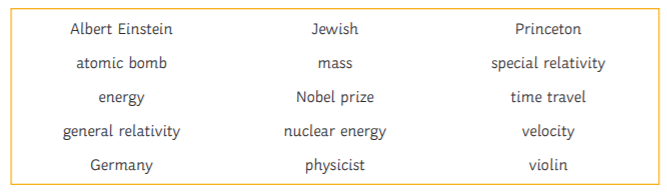 Albert Einstein Jewish Princeton
atomic bomb mass special relativity
energy Nobel prize time travel
general relativity nuclear energy velocity
Germany physicist violin